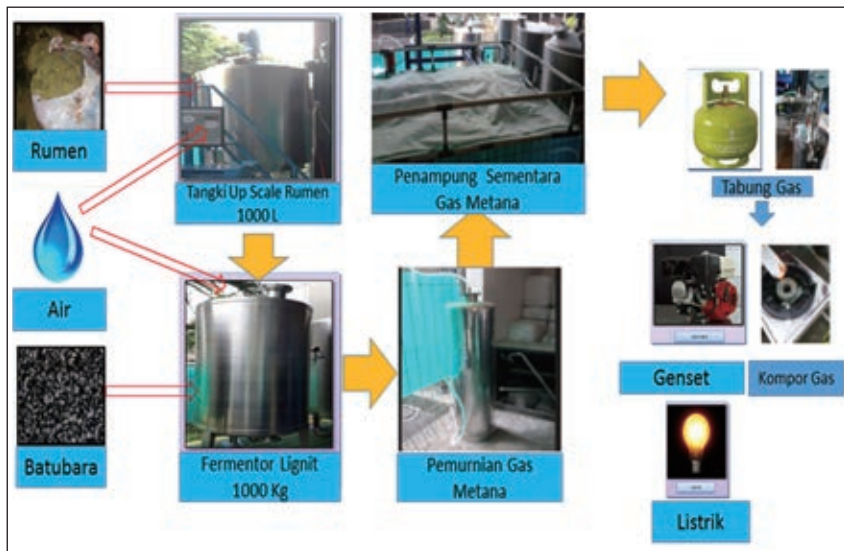 Rumen
Tangki Up Scale Rumen
1000 L
Penampung Sementara
Gas Metana
Tabung Gas
Air
Batubara
Fermentor Lignit
1000 Kg
Pemurnian Gas
Metana
Genset
Kompor Gas
Listrik